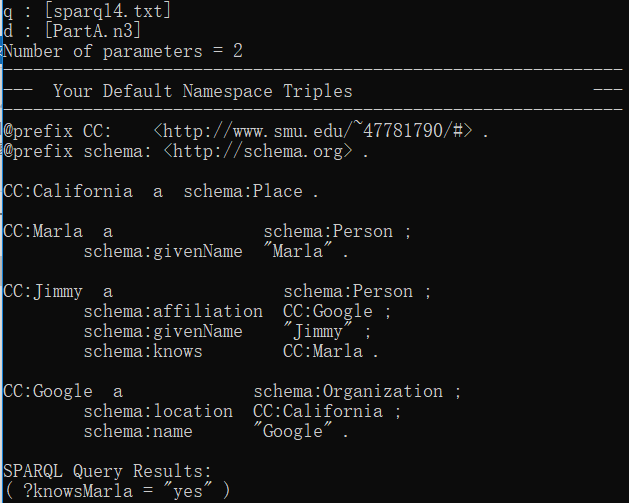 q : [sparql4.txt]
d : [PartA.n3]
Number of parameters = 2
--------------------------------------------------------------
---  Your Default Namespace Triples                        ---
--------------------------------------------------------------
@prefix CC:    <http://www.smu.edu/~47781790/#> .
@prefix schema: <http://schema.org> .

CC:California  a  schema:Place .

CC:Marla  a               schema:Person ;
        schema:givenName  "Marla" .

CC:Jimmy  a                 schema:Person ;
        schema:affiliation  CC:Google ;
        schema:givenName    "Jimmy" ;
        schema:knows        CC:Marla .

CC:Google  a             schema:Organization ;
        schema:location  CC:California ;
        schema:name      "Google" .

SPARQL Query Results:
( ?knowsMarla = "yes" )